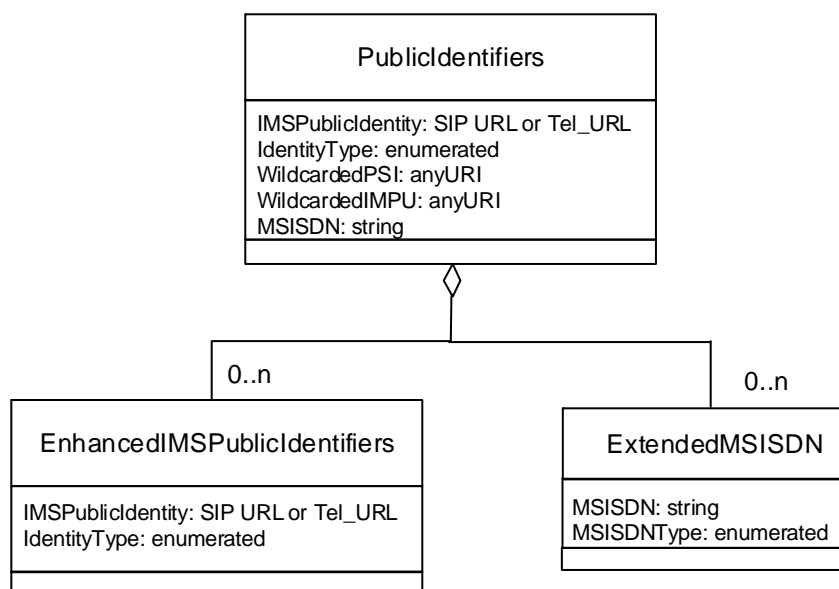 PublicIdentifiers
IMSPublicIdentity: SIP URL or Tel_URL
IdentityType: enumerated
WildcardedPSI: anyURI
WildcardedIMPU: anyURI
MSISDN: string
0..n
0..n
EnhancedIMSPublicIdentifiers
IMSPublicIdentity: SIP URL or Tel_URL
IdentityType: enumerated
ExtendedMSISDN
MSISDN: string
MSISDNType: enumerated